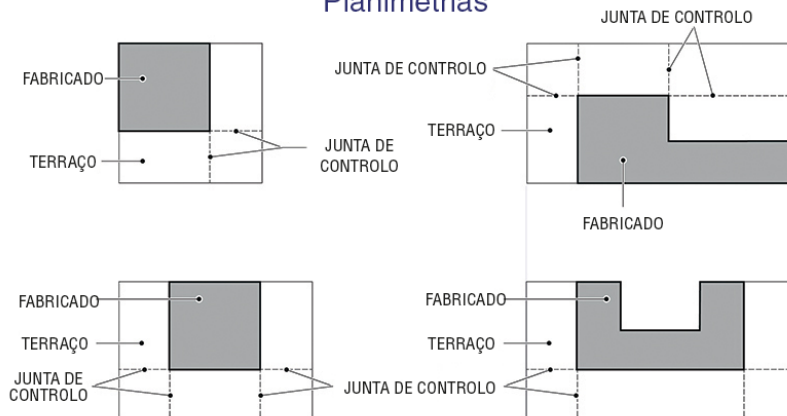 Planimetrias
JUNTA DE CONTROLO
FABRICADO
JUNTA DE CONTROLO
TERRAÇO
JUNTA DE
CONTROLO
TERRAÇO
FABRICADO
FABRICADO
TERRAÇO
JUNTA DE
CONTROLO
FABRICADO
TERRAÇO
JUNTA DE CONTROLO